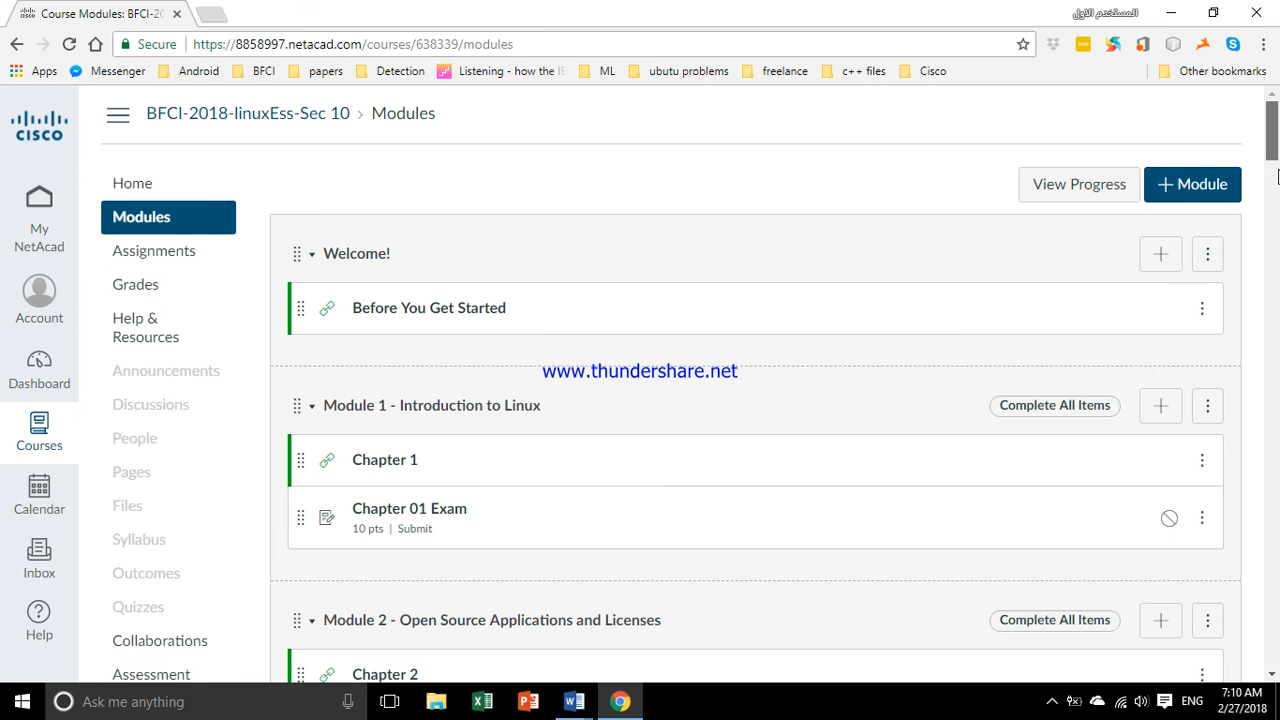 Course Modules: BFCI-20
المستخدم الاول
Secure
https://8858997.netacad.com/courses/638339/modules
Apps
Messenger
Android
BFCI
papers
Detection
Listening - how the IE
ML
ubutu problems
freelance
c++ files
Cisco
Other bookmarks
CISCO
BFCI-2018-linuxEss-Sec 10 > Modules
My
NetAcad
Account
Dashboard
Courses
Calendar
Inbox
Help
Home
Modules
Assignments
Grades
Help &
Resources
Announcements
Discussions
People
Pages
Files
Syllabus
Outcomes
Quizzes
Collaborations
Assessment
View Progress
+ Module
Welcome!
Before You Get Started
www.thundershare.net
Module 1 - Introduction to Linux
Complete All Items
Chapter 1
Chapter 01 Exam
10 pts | Submit
Module 2 - Open Source Applications and Licenses
Complete All Items
Chapter 2
Ask me anything
ENG
7:10 AM
2/27/2018